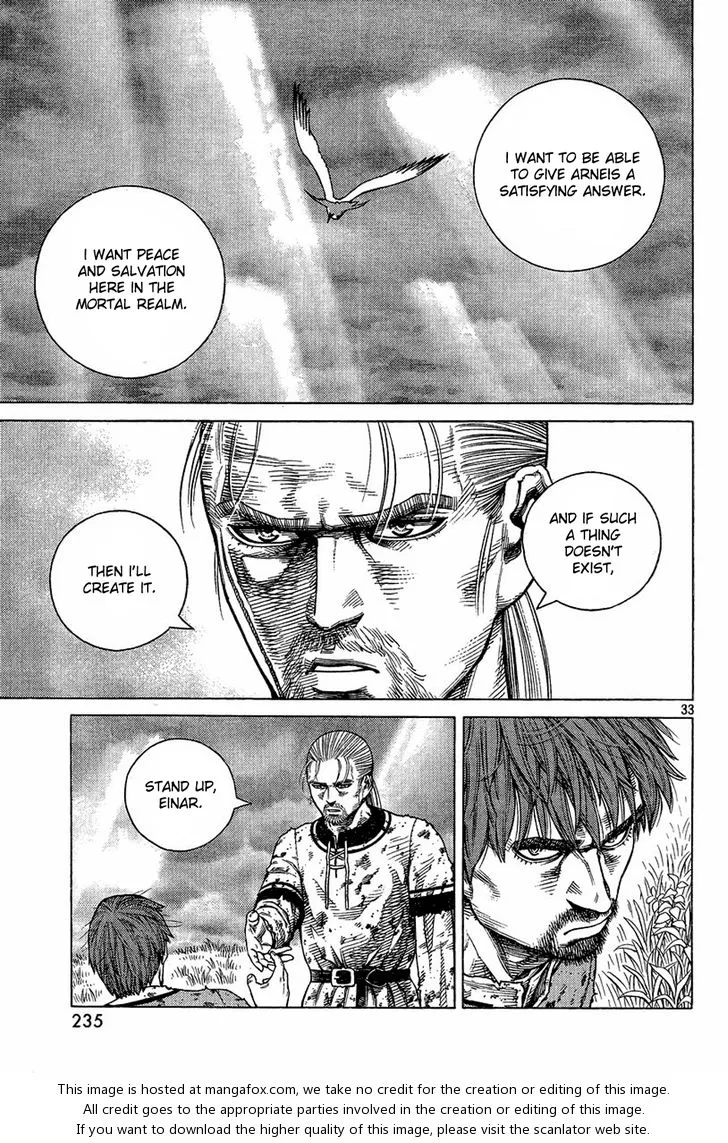 I WANT TO BE ABLE
TO GIVE ARNEIS A
SATISFYING ANSWER.
I WANT PEACE
AND SALVATION
HERE IN THE
MORTAL REALM.
AND IF SUCH
A THING
DOESN'T
EXIST,
THEN I'LL
CREATE IT.
33
STAND UP,
EINAR.
235
This image is hosted at mangafox.com, we take no credit for the creation or editing of this image.
All credit goes to the appropriate parties involved in the creation or editing of this image.
If you want to download the higher quality of this image, please visit the scanlator web site.